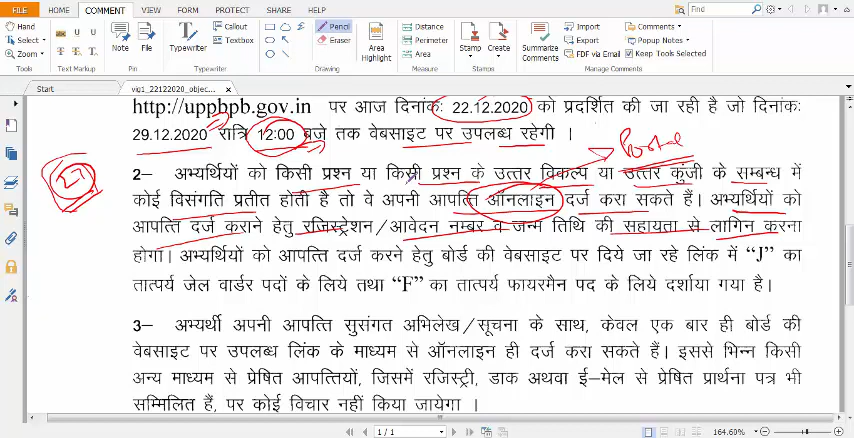 FILE HOME COMMENT VIEW FORM PROTECT SHARE HELP Find
Hand
Select
Zoom
Text Markup
Note
File
Typewriter
Callout
Textbox
Typewriter
Drawing
Pencil
Eraser
Area Highlight
Distance
Perimeter
Area
Measure
Stamp
Create
Stamps
Summarize Comments
Import
Export
FDF via Email
Comments
Popup Notes
Keep Tools Selected
Manage Comments
Start vip1_22122020_objec...
http://uppbpb.gov.in पर आज दिनांकः 22.12.2020 को प्रदर्शित की जा रही है जो दिनांकः
29.12.2020 रात्रि 12:00 बजे तक वेबसाइट पर उपलब्ध रहेगी ।
Portal
27
2– अभ्यर्थियों को किसी प्रश्न या किसी प्रश्न के उत्तर विकल्प या उत्तर कुंजी के सम्बन्ध में
कोई विसंगति प्रतीत होती है तो वे अपनी आपत्ति ऑनलाइन दर्ज करा सकते हैं। अभ्यर्थियों को
आपत्ति दर्ज कराने हेतु रजिस्ट्रेशन/आवेदन नम्बर व जन्म तिथि की सहायता से लागिन करना
होगा। अभ्यर्थियों को आपत्ति दर्ज करने हेतु बोर्ड की वेबसाइट पर दिये जा रहे लिंक में “J” का
तात्पर्य जेल वार्डर पदों के लिये तथा “F” का तात्पर्य फायरमैन पद के लिये दर्शाया गया है।
3– अभ्यर्थी अपनी आपत्ति सुसंगत अभिलेख/सूचना के साथ, केवल एक बार ही बोर्ड की
वेबसाइट पर उपलब्ध लिंक के माध्यम से ऑनलाइन ही दर्ज करा सकते हैं। इससे भिन्न किसी
अन्य माध्यम से प्रेषित आपत्तियों, जिसमें रजिस्ट्री, डाक अथवा ई–मेल से प्रेषित प्रार्थना पत्र भी
सम्मिलित हैं, पर कोई विचार नहीं किया जायेगा ।
1 / 1 164.60%